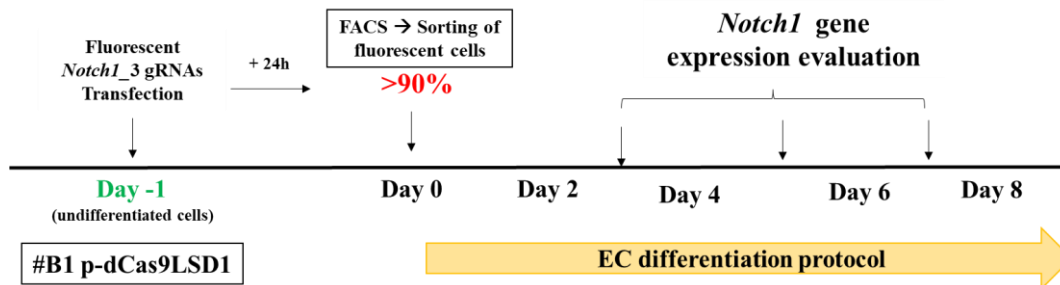 Fluorescent
Notch1_3 gRNAs
Transfection
+ 24h
FACS → Sorting of
fluorescent cells
>90%
Notch1 gene
expression evaluation
Day -1
(undifferentiated cells)
Day 0
Day 2
Day 4
Day 6
Day 8
#B1 p-dCas9LSD1
EC differentiation protocol